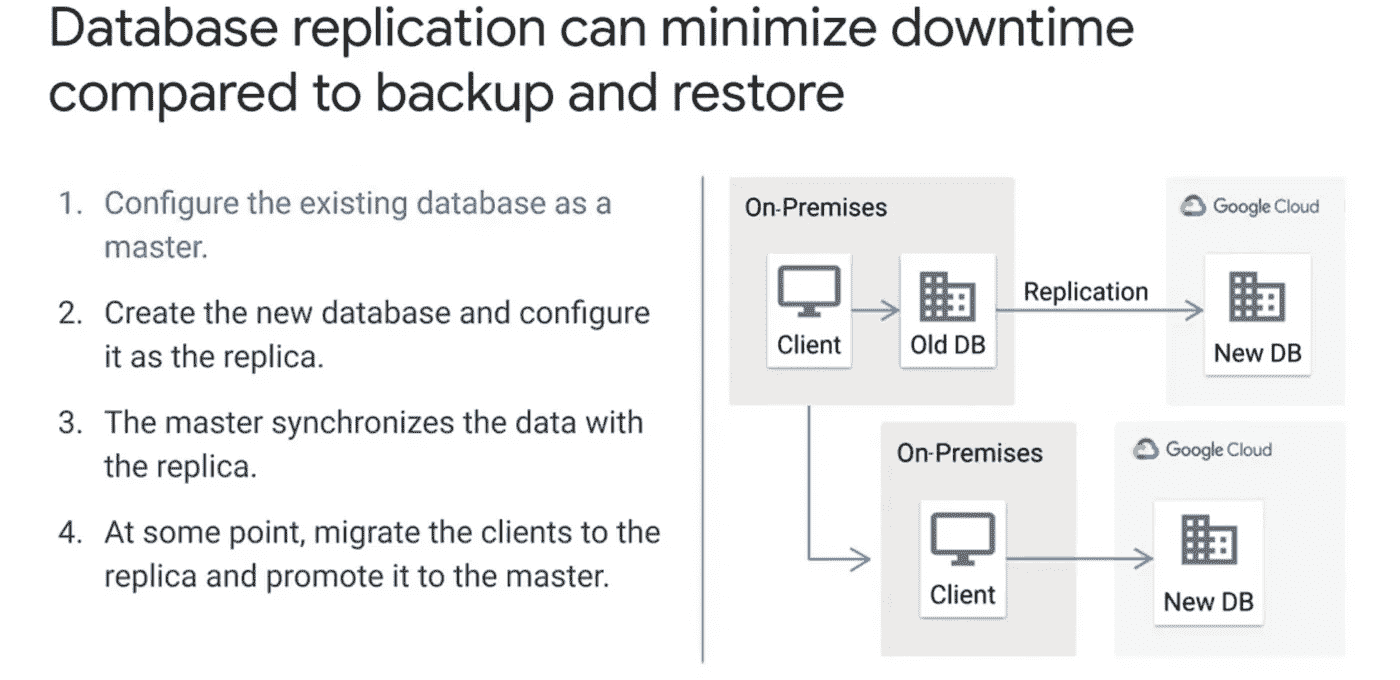 Database replication can minimize downtime
compared to backup and restore
1. Configure the existing database as a
master.
2. Create the new database and configure
it as the replica.
3. The master synchronizes the data with
the replica.
4. At some point, migrate the clients to the
replica and promote it to the master.
On-Premises
Google Cloud
Client
Old DB
Replication
New DB
On-Premises
Google Cloud
Client
New DB